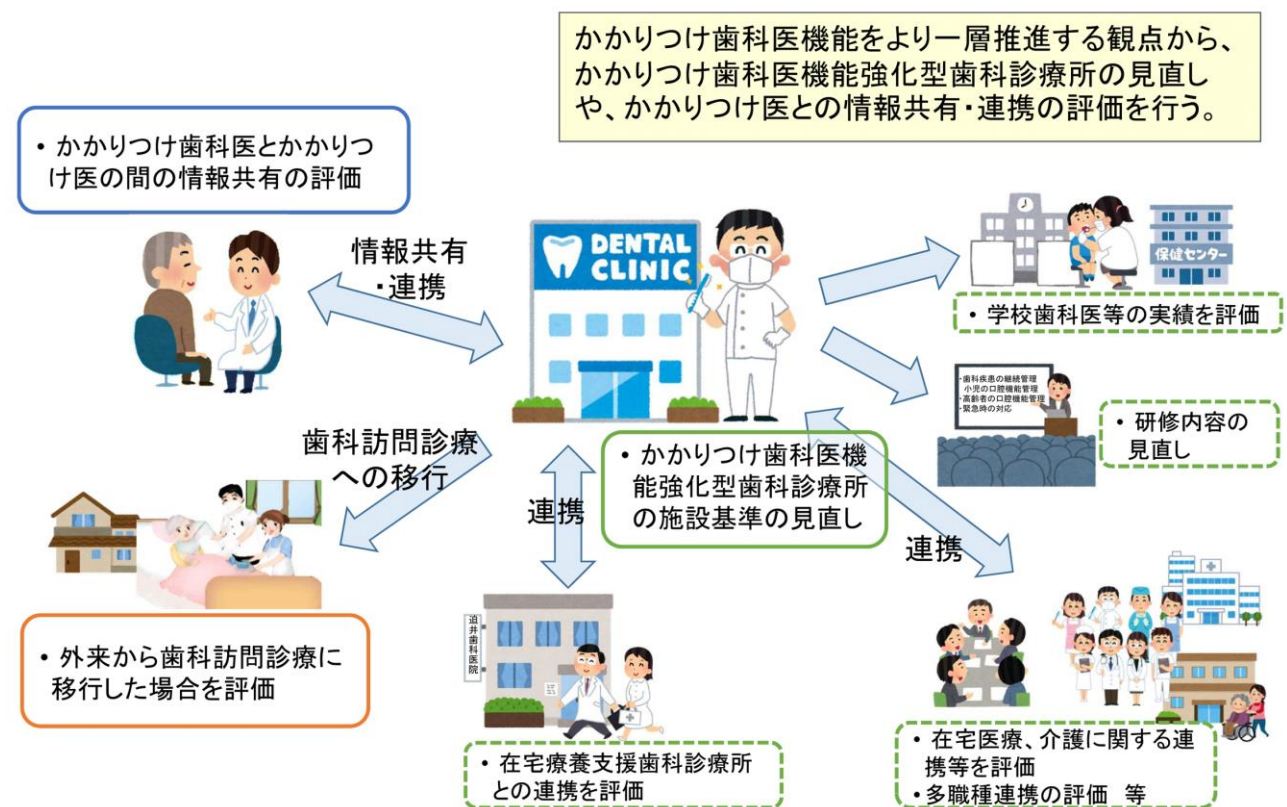 かかりつけ歯科医機能をより一層推進する観点から、
かかりつけ歯科医機能強化型歯科診療所の見直し
や、かかりつけ医との情報共有・連携の評価を行う。
・かかりつけ歯科医とかかりつ
け医の間の情報共有の評価
情報共有
・連携
DENTAL
CLINIC
保健センター
・学校歯科医等の実績を評価
・歯科疾患の継続管理
小児の口腔機能管理
・高齢者の口腔機能管理
・緊急時の対応
・研修内容の
見直し
歯科訪問診療
への移行
・かかりつけ歯科医機
能強化型歯科診療所
の施設基準の見直し
連携
連携
・外来から歯科訪問診療に
移行した場合を評価
迫井歯科医院
・在宅療養支援歯科診療所
との連携を評価
・在宅医療、介護に関する連
携等を評価
・多職種連携の評価 等